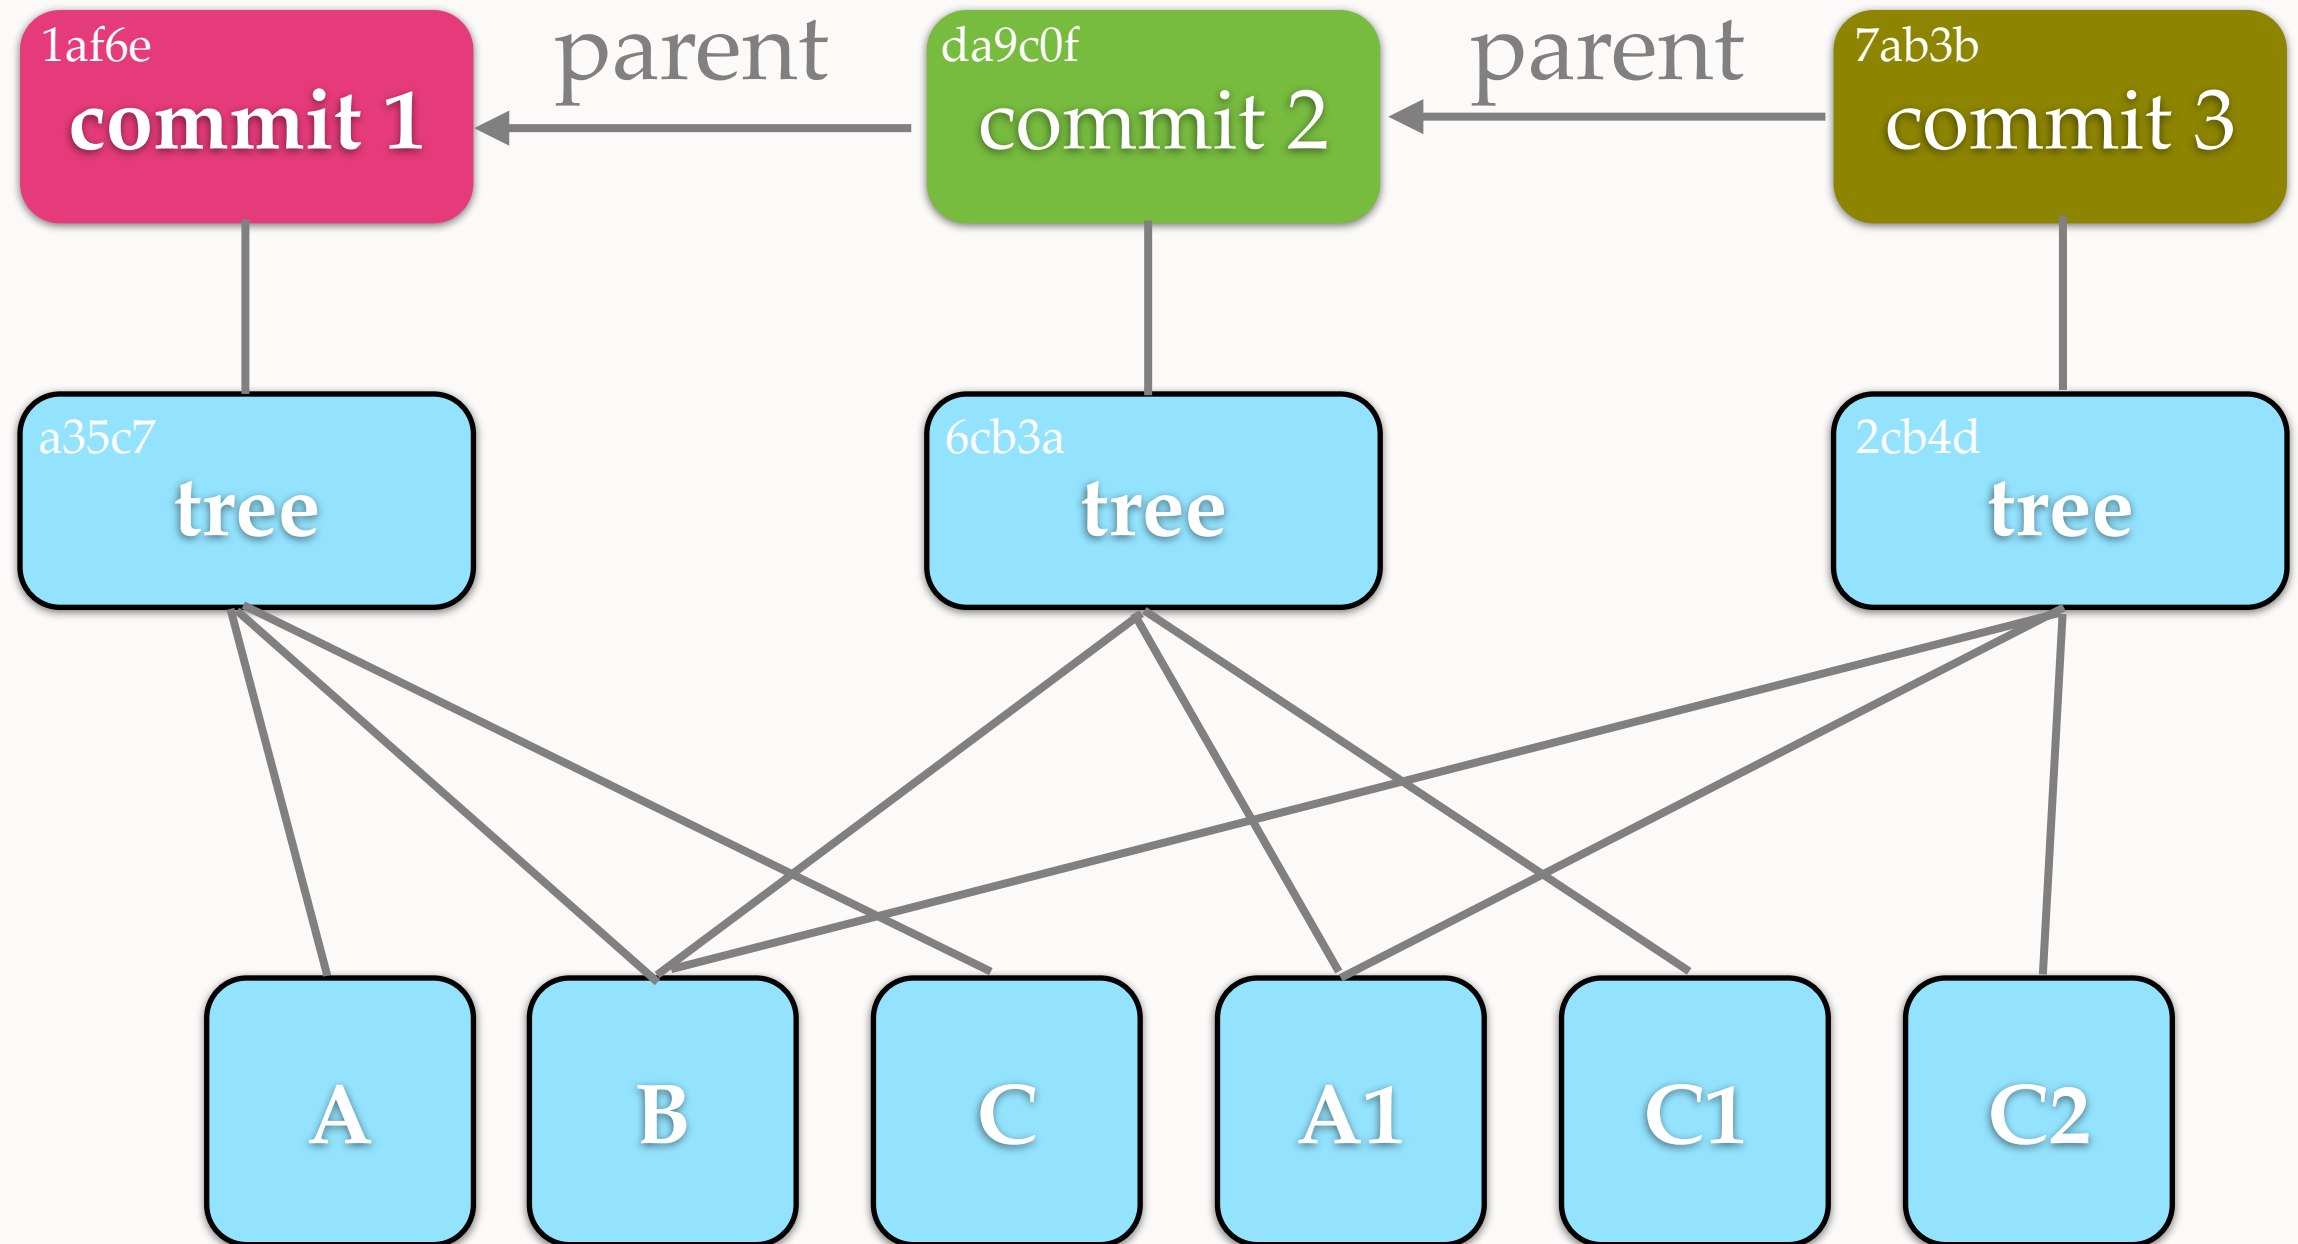 1af6e
commit 1
parent
da9c0f
commit 2
parent
7ab3b
commit 3
a35c7
tree
6cb3a
tree
2cb4d
tree
A
B
C
A1
C1
C2